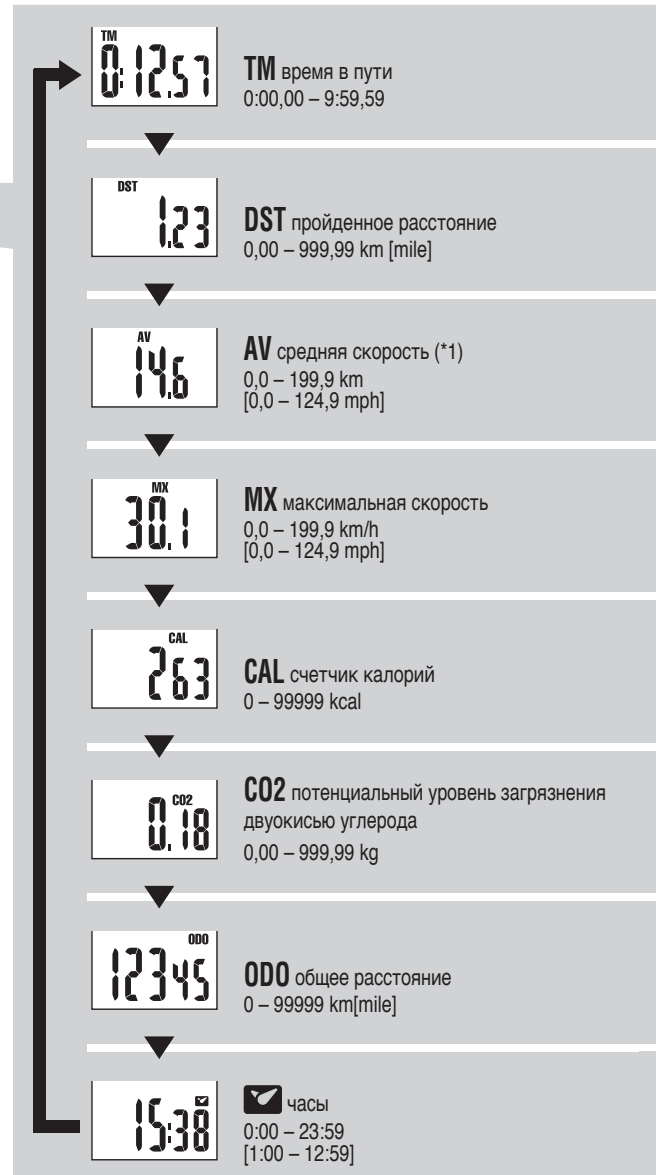 TM
0:12.57
TM время в пути
0:00,00 – 9:59,59
DST
1.23
DST пройденное расстояние
0,00 – 999,99 km [mile]
AV
14.6
AV средняя скорость (*1)
0,0 – 199,9 km
[0,0 – 124,9 mph]
MX
30.1
MX максимальная скорость
0,0 – 199,9 km/h
[0,0 – 124,9 mph]
CAL
263
CAL счетчик калорий
0 – 99999 kcal
CO2
0.18
CO2 потенциальный уровень загрязнения
двуокисью углерода
0,00 – 999,99 kg
ODO
12345
ODO общее расстояние
0 – 99999 km[mile]
15:38
часы
0:00 – 23:59
[1:00 – 12:59]